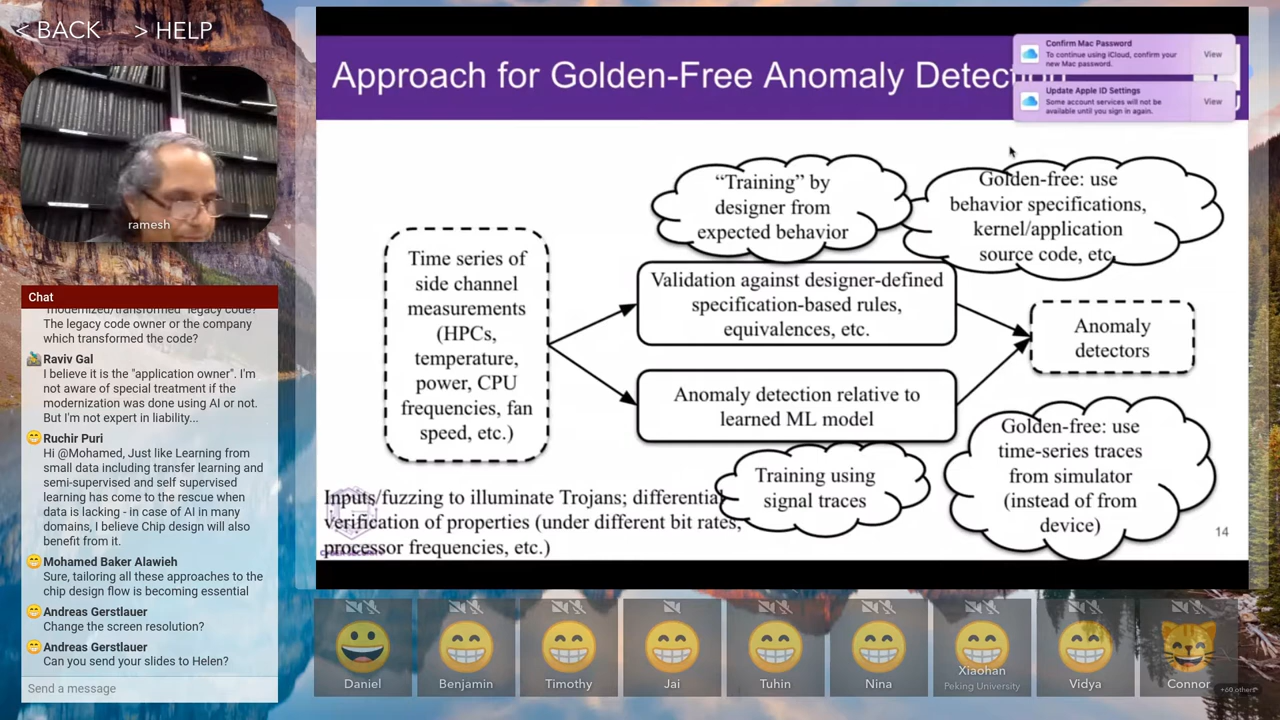 < BACK
> HELP
ramesh
Chat
"modernized/transformed" legacy code?
The legacy code owner or the company
which transformed the code?
Raviv Gal
I believe it is the "application owner". I'm
not aware of special treatment if the
modernization was done using AI or not.
But I'm not expert in liability...
Ruchir Puri
Hi @Mohamed, Just like Learning from
small data including transfer learning and
semi-supervised and self supervised
learning has come to the rescue when
data is lacking - in case of AI in many
domains, I believe Chip design will also
benefit from it.
Mohamed Baker Alawieh
Sure, tailoring all these approaches to the
chip design flow is becoming essential
Andreas Gerstlauer
Change the screen resolution?
Andreas Gerstlauer
Can you send your slides to Helen?
Send a message
Approach for Golden-Free Anomaly
Confirm Mac Password
To continue using iCloud, confirm your
new Mac password.
View
Update Apple ID Settings
Some account services will not be
available until you sign in again.
View
Time series of
side channel
measurements
(HPCs,
temperature,
power, CPU
frequencies, fan
speed, etc.)
“Training” by
designer from
expected behavior
Golden-free: use
behavior specifications,
kernel/application
source code, etc.
Validation against designer-defined
specification-based rules,
equivalences, etc.
Anomaly
detectors
Anomaly detection relative to
learned ML model
Training using
signal traces
Golden-free: use
time-series traces
from simulator
(instead of from
device)
Inputs/fuzzing to illuminate Trojans; differential
verification of properties (under different bit rates,
processor frequencies, etc.)
14
Daniel
Benjamin
Timothy
Jai
Tuhin
Nina
Xiaohan
Peking University
Vidya
Connor
+60 others